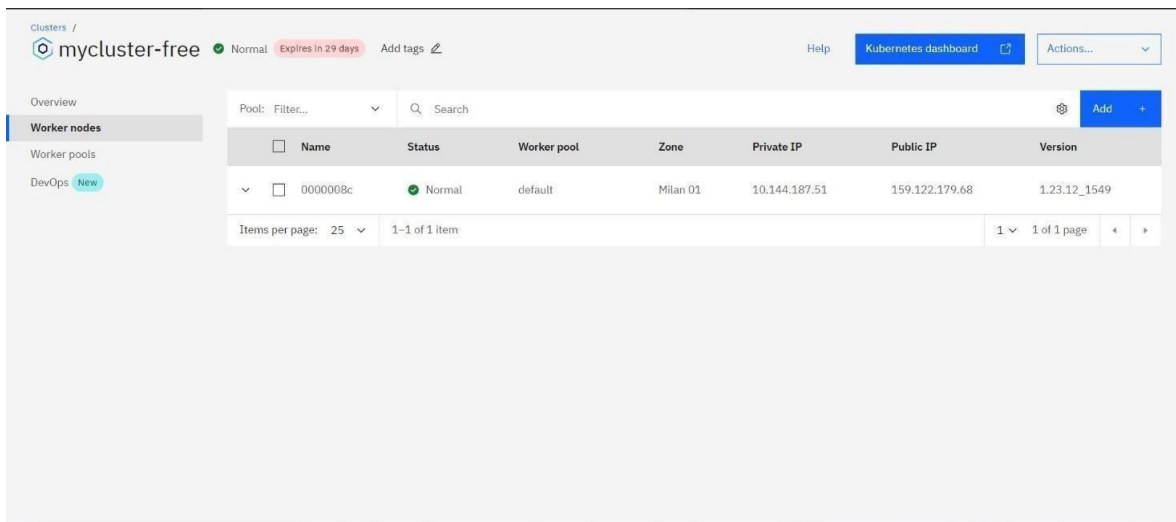 Clusters /
mycluster-free Normal Expires in 29 days Add tags Help Kubernetes dashboard Actions...
Overview
Worker nodes
Worker pools
DevOps New
Pool: Filter... Search Add +
Name Status Worker pool Zone Private IP Public IP Version
0000008c Normal default Milan 01 10.144.187.51 159.122.179.68 1.23.12_1549
Items per page: 25 1–1 of 1 item 1 1 of 1 page